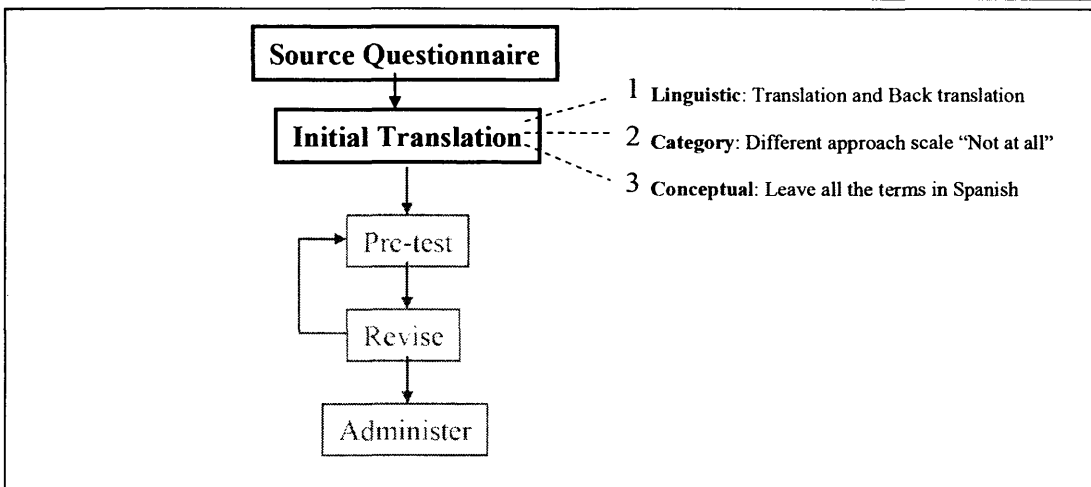 Source Questionnaire
Initial Translation
1 Linguistic: Translation and Back translation
2 Category: Different approach scale “Not at all”
3 Conceptual: Leave all the terms in Spanish
Pre-test
Revise
Administer